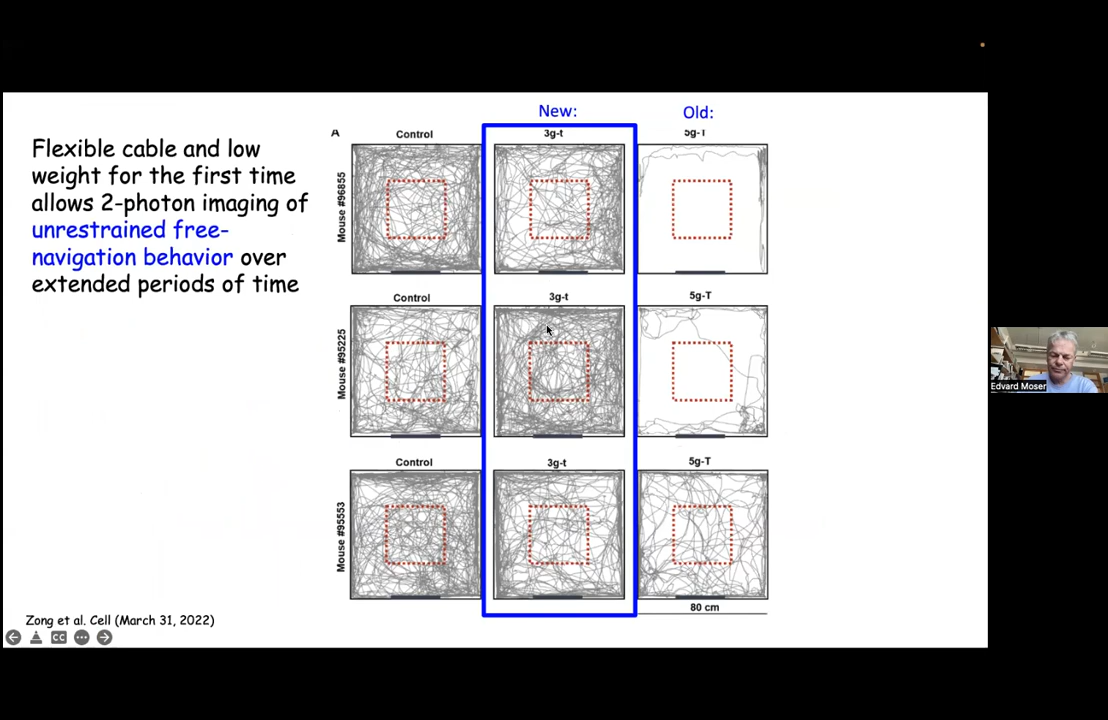 New:
Old:
A
Control
3g-t
5g-T
Flexible cable and low
weight for the first time
allows 2-photon imaging of
unrestrained free-
navigation behavior over
extended periods of time
Mouse #96855
Control
3g-t
5g-T
Mouse #95225
Control
3g-t
5g-T
Mouse #95553
80 cm
Zong et al. Cell (March 31, 2022)
CC
Edvard Moser